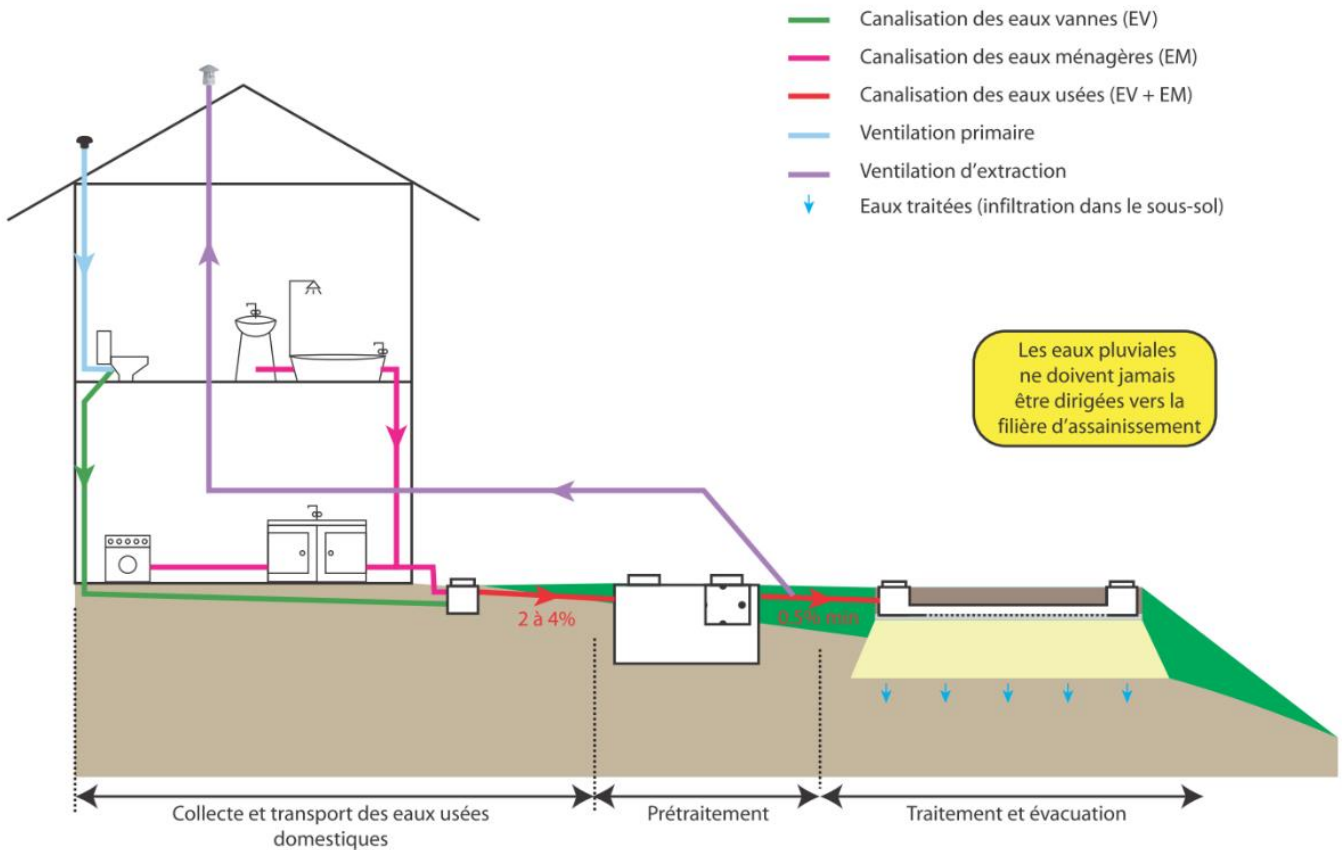 Canalisation des eaux vannes (EV)
Canalisation des eaux ménagères (EM)
Canalisation des eaux usées (EV + EM)
Ventilation primaire
Ventilation d'extraction
Eaux traitées (infiltration dans le sous-sol)
Les eaux pluviales
ne doivent jamais
être dirigées vers la
filière d'assainissement
2 à 4%
0.5% min
Collecte et transport des eaux usées
domestiques
Prétraitement
Traitement et évacuation